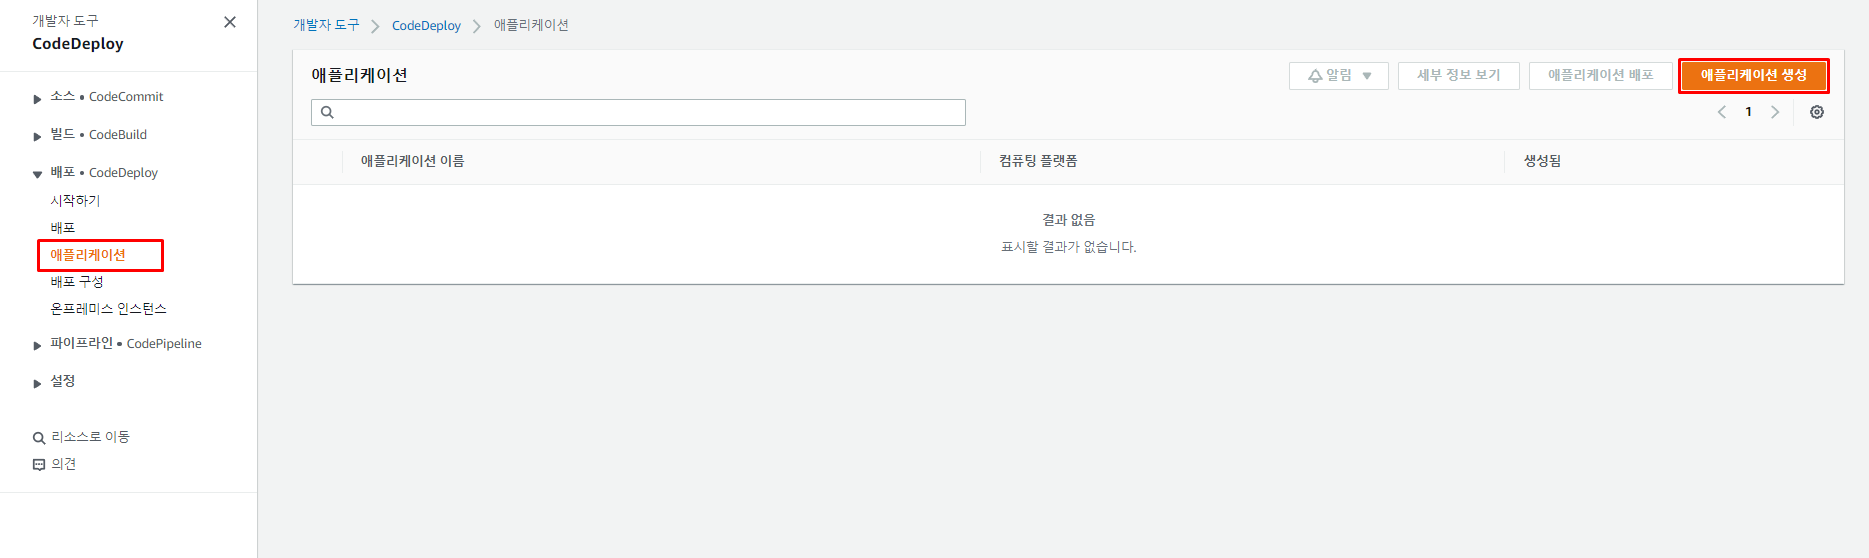 개발자 도구
CodeDeploy
소스 • CodeCommit
빌드 • CodeBuild
배포 • CodeDeploy
시작하기
배포
애플리케이션
배포 구성
온프레미스 인스턴스
파이프라인 • CodePipeline
설정
리소스로 이동
의견
개발자 도구 > CodeDeploy > 애플리케이션
애플리케이션
알림 ▼ 세부 정보 보기 애플리케이션 배포 애플리케이션 생성
< 1 >
애플리케이션 이름 컴퓨팅 플랫폼 생성됨
결과 없음
표시할 결과가 없습니다.